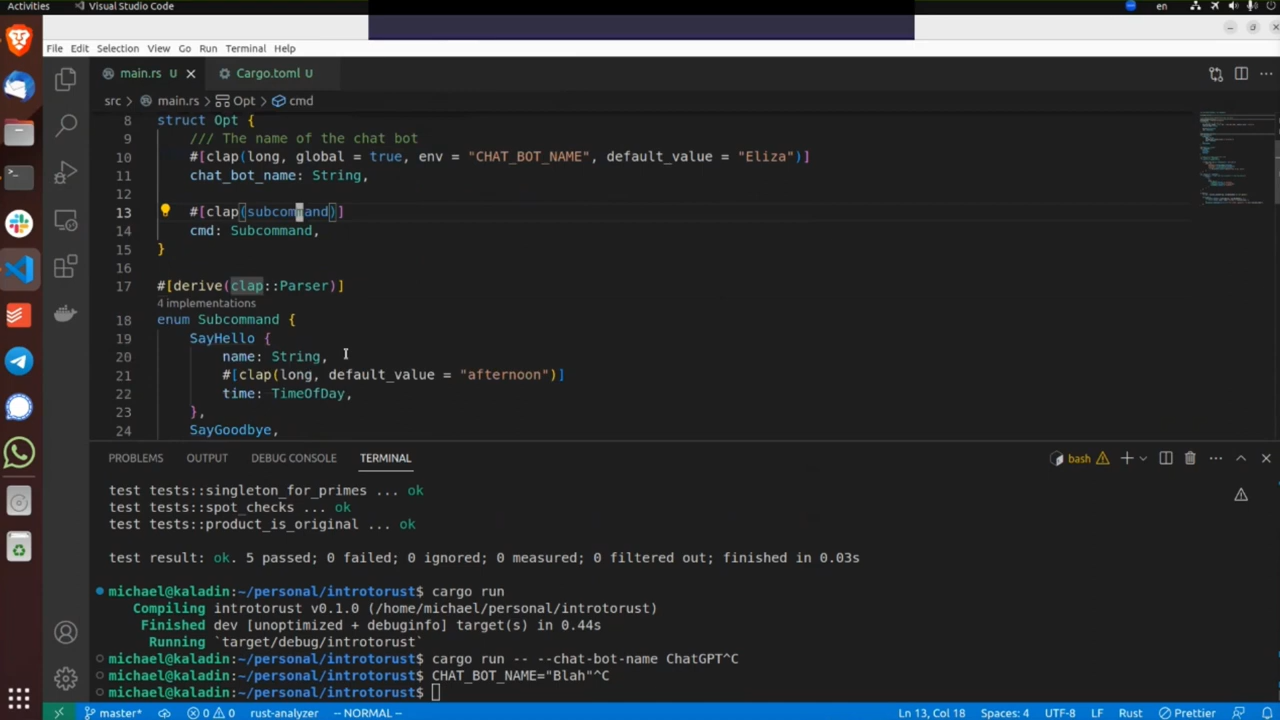 Activities
Visual Studio Code
en
File Edit Selection View Go Run Terminal Help
main.rs U Cargo.toml U
src > main.rs > Opt > cmd
8 struct Opt {
9 /// The name of the chat bot
10 #[clap(long, global = true, env = "CHAT_BOT_NAME", default_value = "Eliza")]
11 chat_bot_name: String,
12
13 #[clap(subcommand)]
14 cmd: Subcommand,
15 }
16
17 #[derive(clap::Parser)]
4 implementations
18 enum Subcommand {
19 SayHello {
20 name: String,
21 #[clap(long, default_value = "afternoon")]
22 time: TimeOfDay,
23 },
24 SayGoodbye,
PROBLEMS OUTPUT DEBUG CONSOLE TERMINAL
bash
test tests::singleton_for_primes ... ok
test tests::spot_checks ... ok
test tests::product_is_original ... ok
test result: ok. 5 passed; 0 failed; 0 ignored; 0 measured; 0 filtered out; finished in 0.03s
michael@kaladin:~/personal/introtorust$ cargo run
Compiling introtorust v0.1.0 (/home/michael/personal/introtorust)
Finished dev [unoptimized + debuginfo] target(s) in 0.44s
Running `target/debug/introtorust`
michael@kaladin:~/personal/introtorust$ cargo run -- --chat-bot-name ChatGPT^C
michael@kaladin:~/personal/introtorust$ CHAT_BOT_NAME="Blah"^C
michael@kaladin:~/personal/introtorust$
master* 0 0 rust-analyzer -- NORMAL -- Ln 13, Col 18 Spaces: 4 UTF-8 LF Rust Prettier